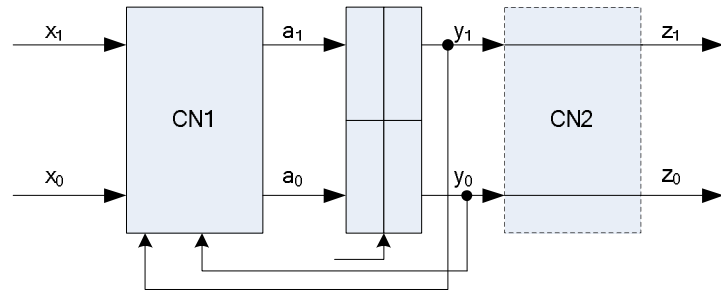 x₁ a₁ y₁ z₁
CN1 CN2
x₀ a₀ y₀ z₀